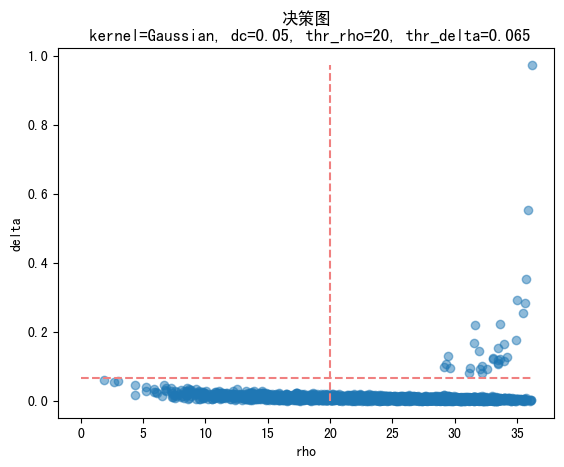 决策图
kernel=Gaussian, dc=0.05, thr_rho=20, thr_delta=0.065
1.0
0.8
0.6
0.4
0.2
0.0
delta
0 5 10 15 20 25 30 35
rho